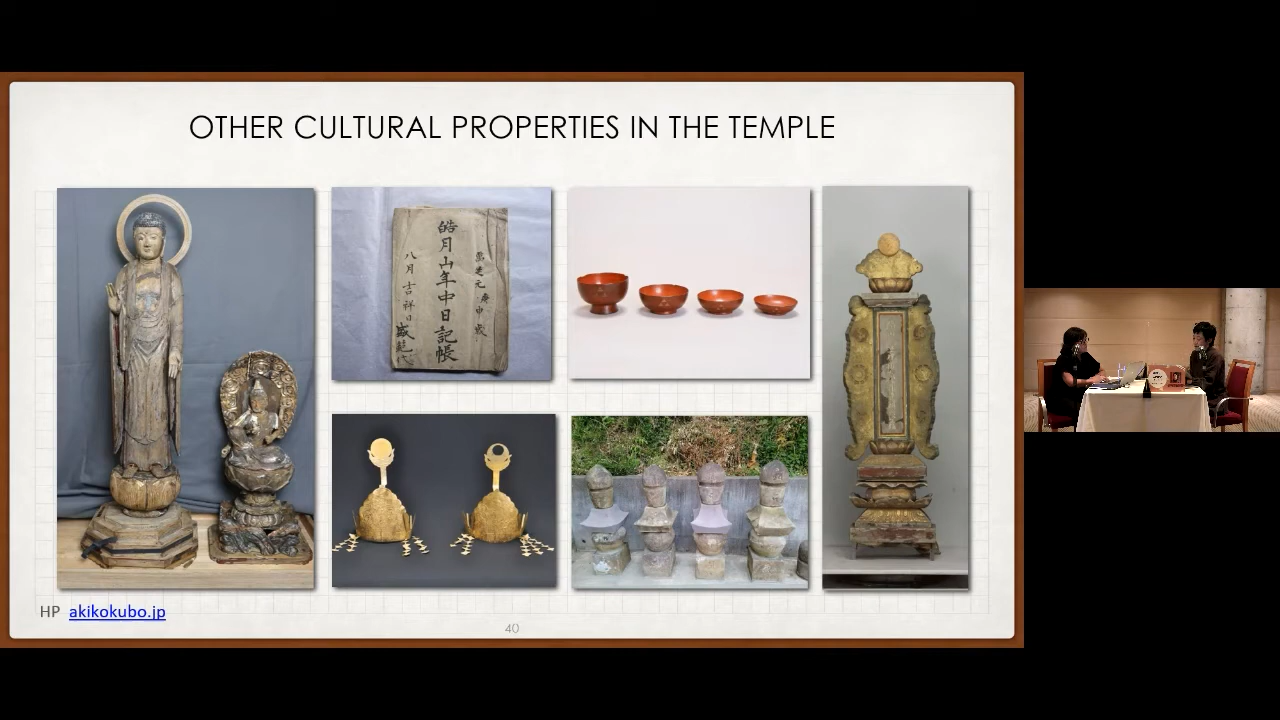 OTHER CULTURAL PROPERTIES IN THE TEMPLE
萬延元庚申歳
皓月山年中日記帳
八月吉祥日
HP akikokubo.jp
40